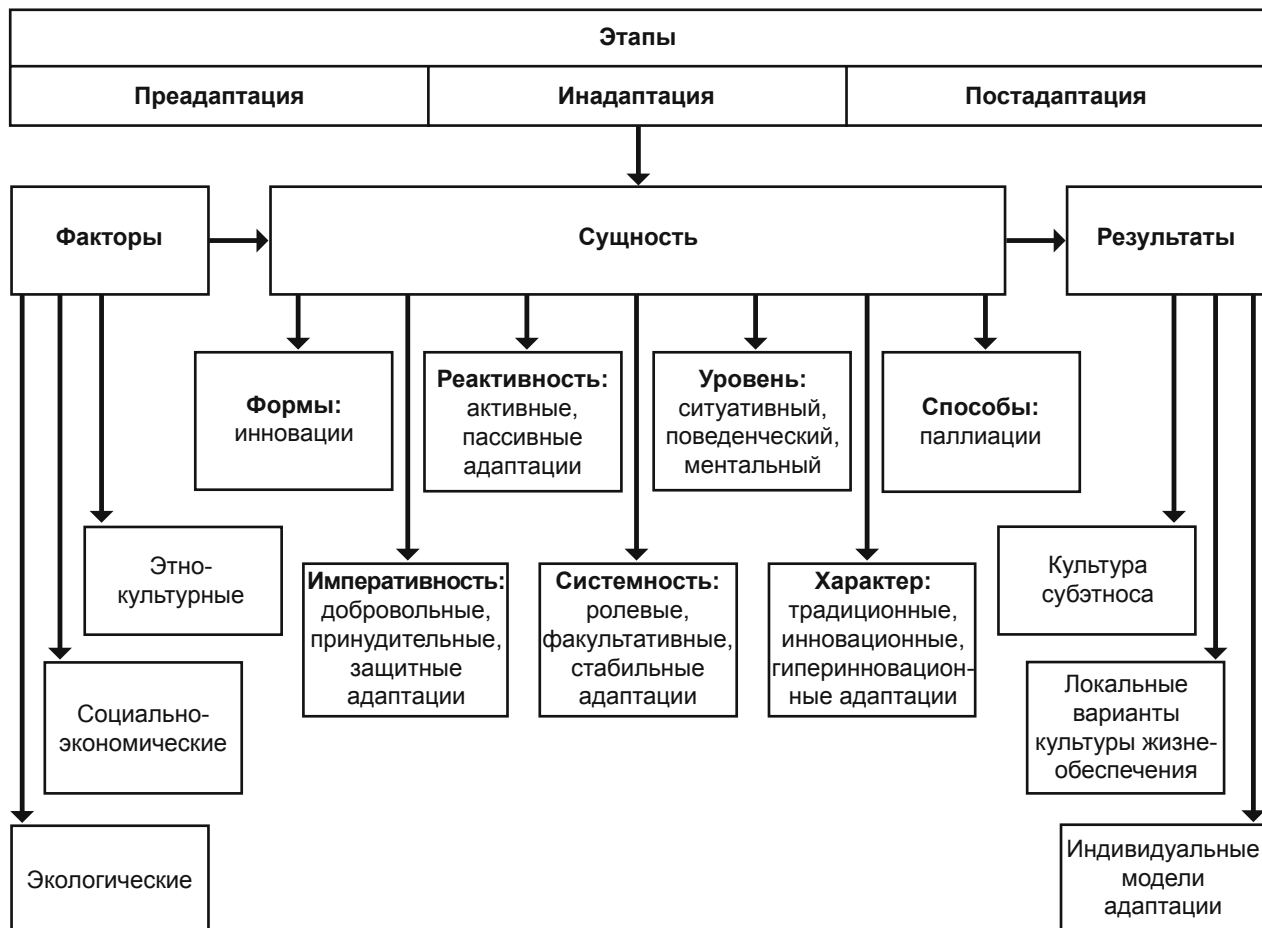 Этапы
Преадаптация
Инадаптация
Постадаптация
Факторы
Сущность
Результаты
Формы:
инновации
Реактивность:
активные,
пассивные
адаптации
Уровень:
ситуативный,
поведенческий,
ментальный
Способы:
паллиации
Этно-
культурные
Императивность:
добровольные,
принудительные,
защитные
адаптации
Системность:
ролевые,
факультативные,
стабильные
адаптации
Характер:
традиционные,
инновационные,
гиперинновацион-
ные адаптации
Культура
субэтноса
Социально-
экономические
Локальные
варианты
культуры жизне-
обеспечения
Экологические
Индивидуальные
модели
адаптации